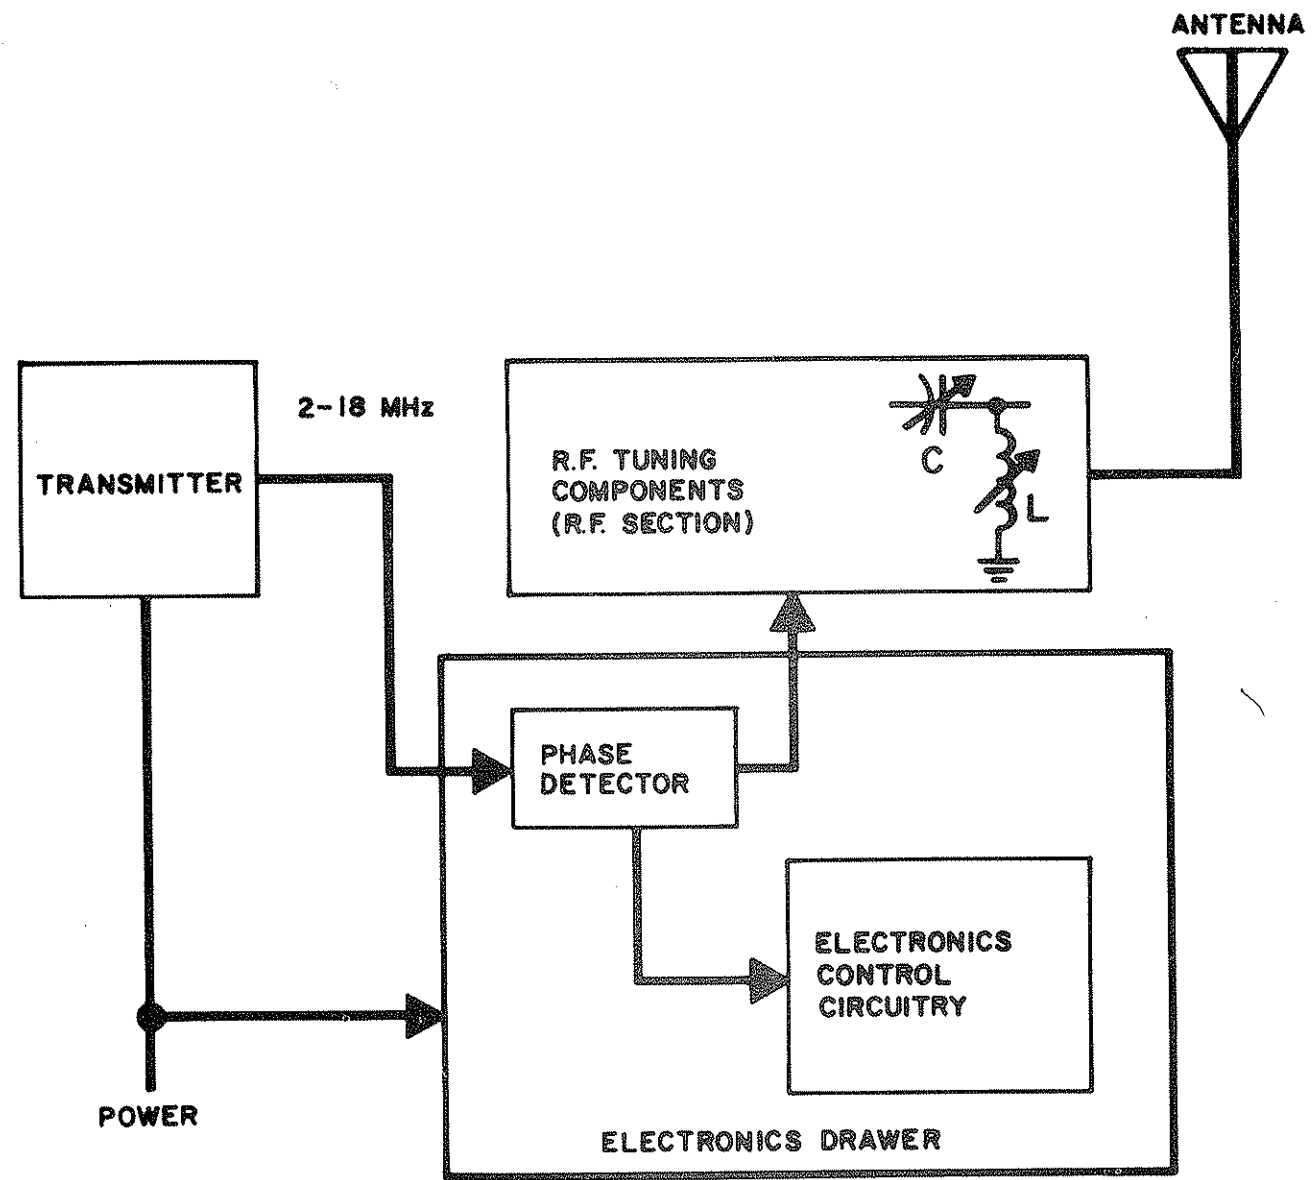 ANTENNA
2-18 MHz
TRANSMITTER
R.F. TUNING
COMPONENTS
(R.F. SECTION)
C
L
PHASE
DETECTOR
ELECTRONICS
CONTROL
CIRCUITRY
POWER
ELECTRONICS DRAWER